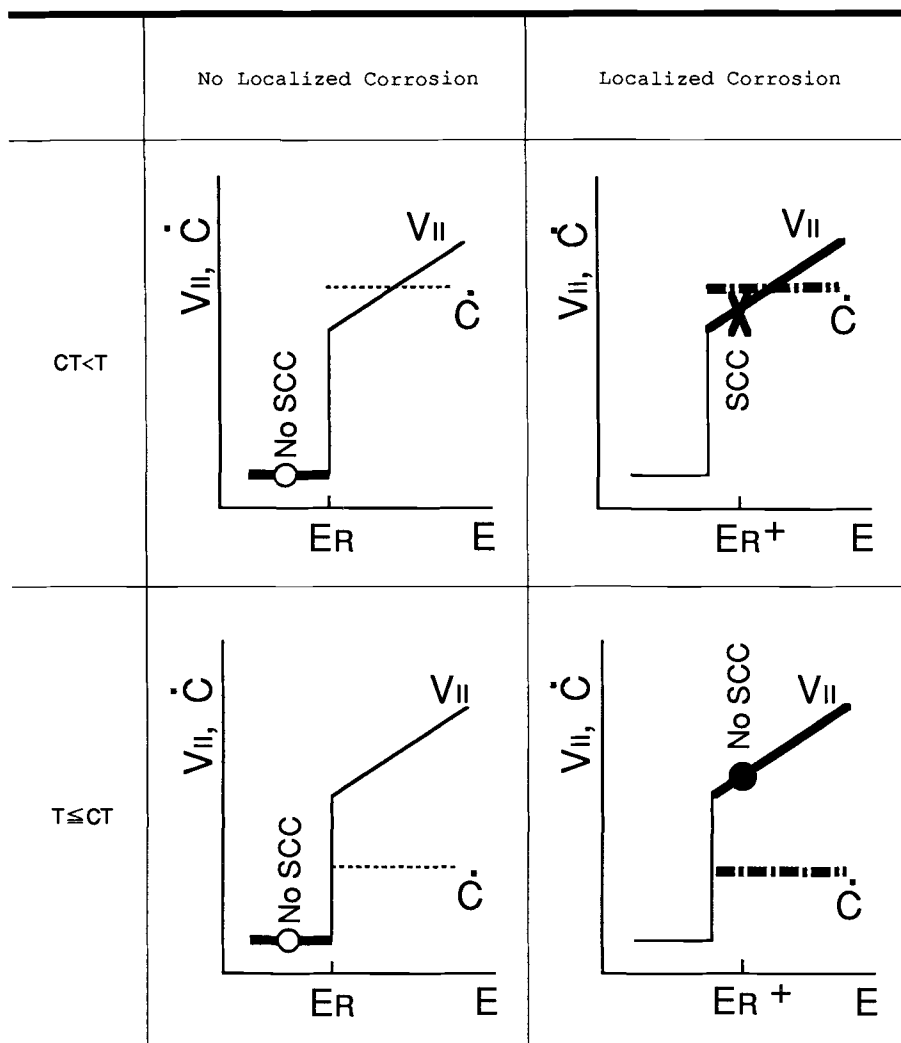 No Localized Corrosion
Localized Corrosion
CT<T
VII, Ċ
VII
Ċ
No SCC
ER
E
VII, Ċ
VII
Ċ
SCC
ER+
E
T≦CT
VII, Ċ
VII
Ċ
No SCC
ER
E
VII, Ċ
VII
Ċ
No SCC
ER+
E